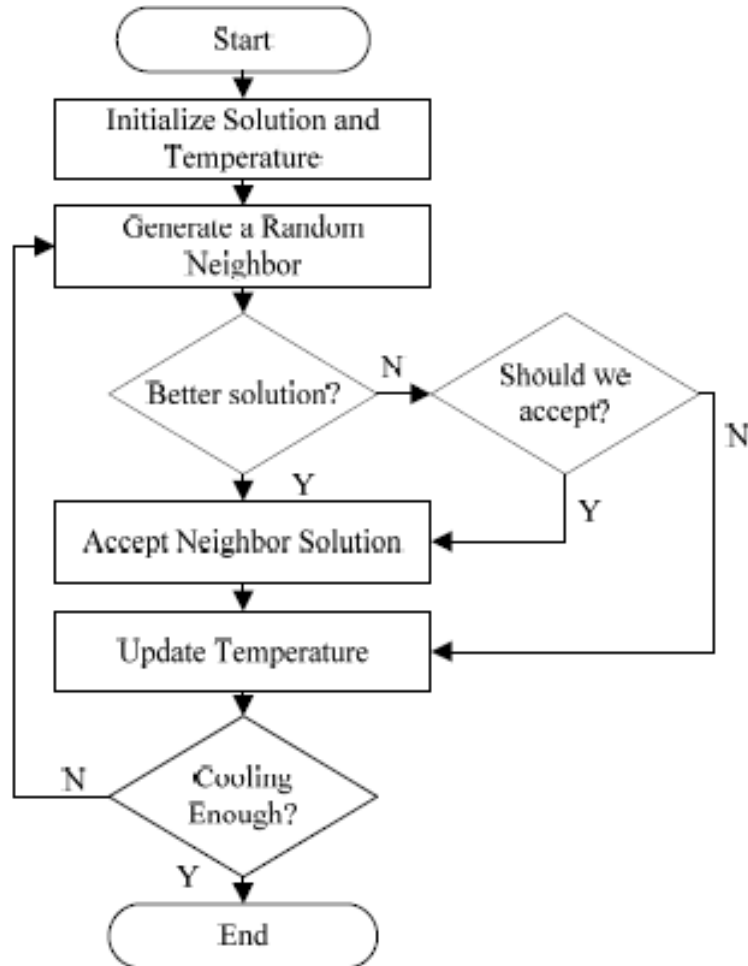 Start
Initialize Solution and
Temperature
Generate a Random
Neighbor
Better solution?
N
Should we
accept?
N
Y
Y
Accept Neighbor Solution
Update Temperature
N
Cooling
Enough?
Y
End